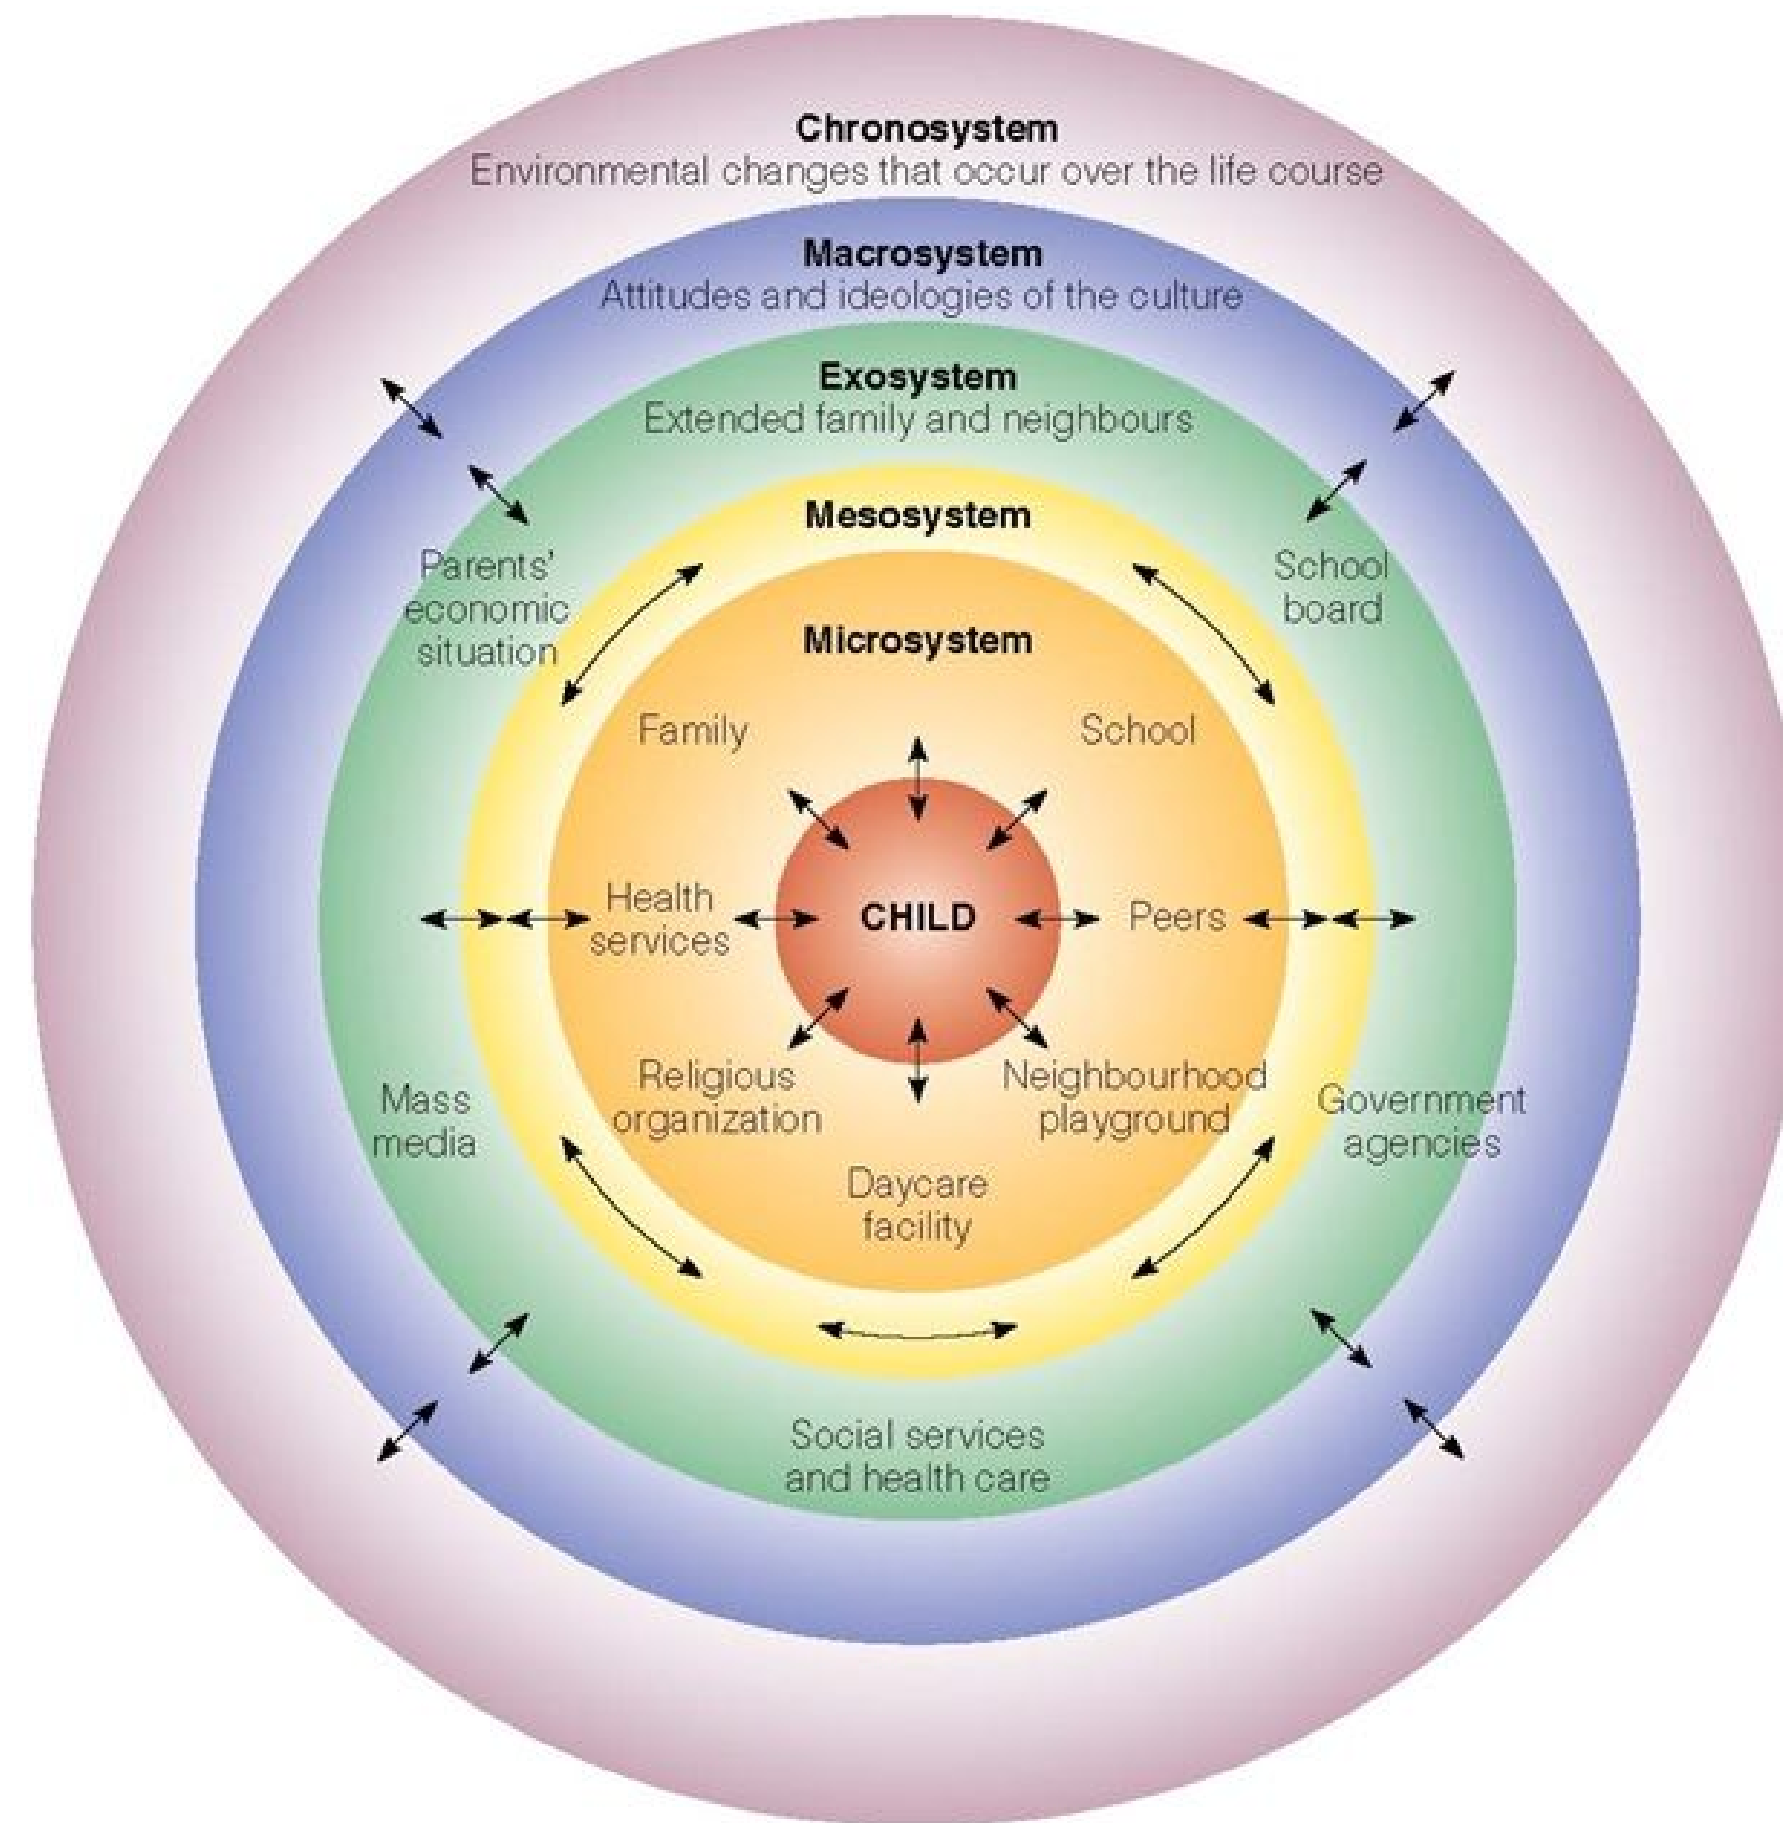 Chronosystem
Environmental changes that occur over the life course
Macrosystem
Attitudes and ideologies of the culture
Exosystem
Extended family and neighbours
Mesosystem
Parents'
economic
situation
School
board
Microsystem
Family
School
Health
services
CHILD
Peers
Religious
organization
Neighbourhood
playground
Mass
media
Government
agencies
Daycare
facility
Social services
and health care